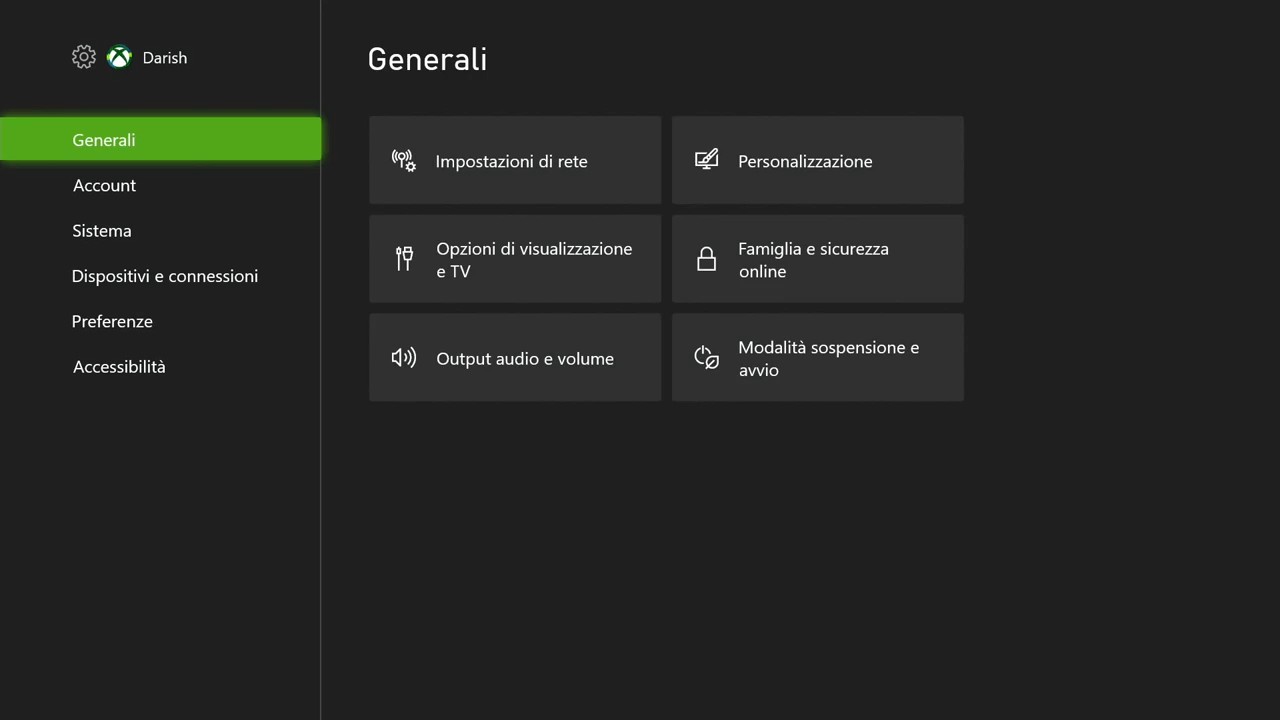 Darish
Generali
Account
Sistema
Dispositivi e connessioni
Preferenze
Accessibilità
Generali
Impostazioni di rete
Personalizzazione
Opzioni di visualizzazione
e TV
Famiglia e sicurezza
online
Output audio e volume
Modalità sospensione e
avvio